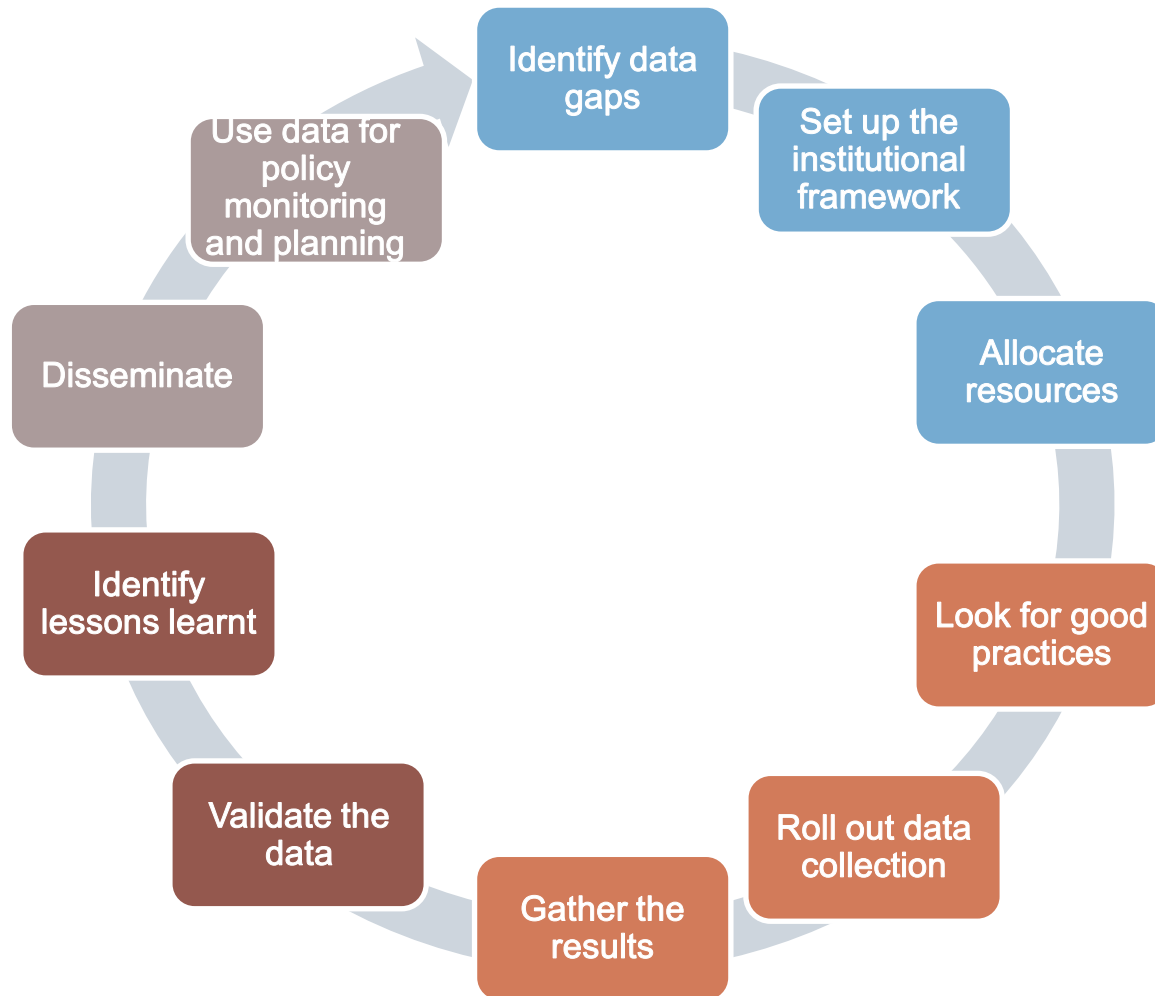 Identify data
gaps
Set up the
institutional
framework
Allocate
resources
Look for good
practices
Roll out data
collection
Gather the
results
Validate the
data
Identify
lessons learnt
Disseminate
Use data for
policy
monitoring
and planning